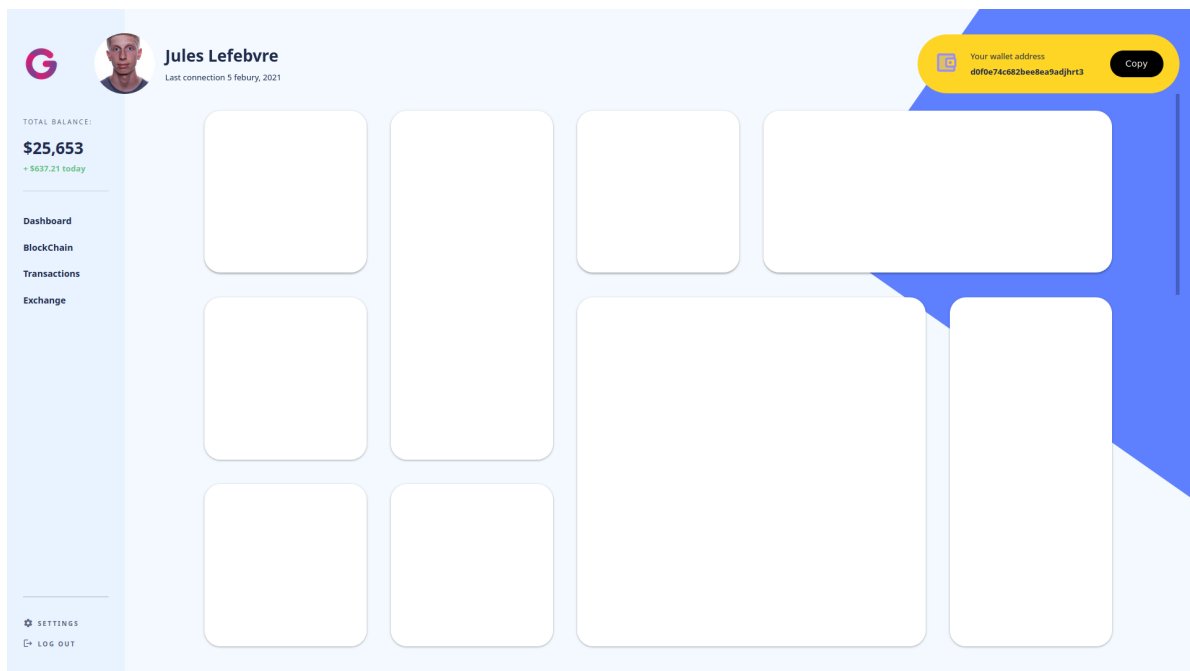 G
Jules Lefebvre
Last connection 5 febury, 2021
Your wallet address
d0f0e74c682bee8ea9adjhrt3
Copy
TOTAL BALANCE:
$25,653
+ $637.21 today
Dashboard
BlockChain
Transactions
Exchange
SETTINGS
LOG OUT